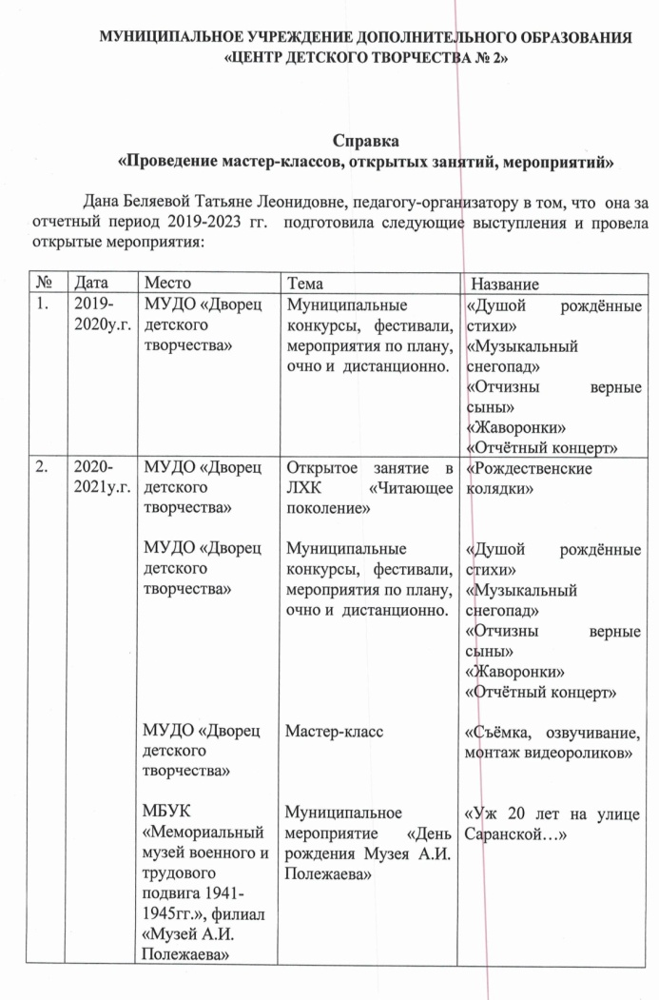 МУНИЦИПАЛЬНОЕ УЧРЕЖДЕНИЕ ДОПОЛНИТЕЛЬНОГО ОБРАЗОВАНИЯ
«ЦЕНТР ДЕТСКОГО ТВОРЧЕСТВА № 2»
Справка
«Проведение мастер-классов, открытых занятий, мероприятий»
Дана Беляевой Татьяне Леонидовне, педагогу-организатору в том, что она за
отчетный период 2019-2023 гг. подготовила следующие выступления и провела
открытые мероприятия:
№ Дата Место Тема Название
1. 2019- МУДО «Дворец Муниципальные «Душой рождённые
2020у.г. детского конкурсы, фестивали, стихи»
творчества» мероприятия по плану, «Музыкальный
очно и дистанционно. снегопад»
«Отчизны верные
сыны»
«Жаворонки»
«Отчётный концерт»
2. 2020- МУДО «Дворец Открытое занятие в «Рождественские
2021у.г. детского ЛХК «Читающее колядки»
творчества» поколение»
МУДО «Дворец Муниципальные «Душой рождённые
детского конкурсы, фестивали, стихи»
творчества» мероприятия по плану, «Музыкальный
очно и дистанционно. снегопад»
«Отчизны верные
сыны»
«Жаворонки»
«Отчётный концерт»
МУДО «Дворец Мастер-класс «Съёмка, озвучивание,
детского монтаж видеороликов»
творчества»
МБУК Муниципальное «Уж 20 лет на улице
«Мемориальный мероприятие «День Саранской…»
музей военного и рождения Музея А.И.
трудового Полежаева»
подвига 1941-
1945гг.», филиал
«Музей А.И.
Полежаева»